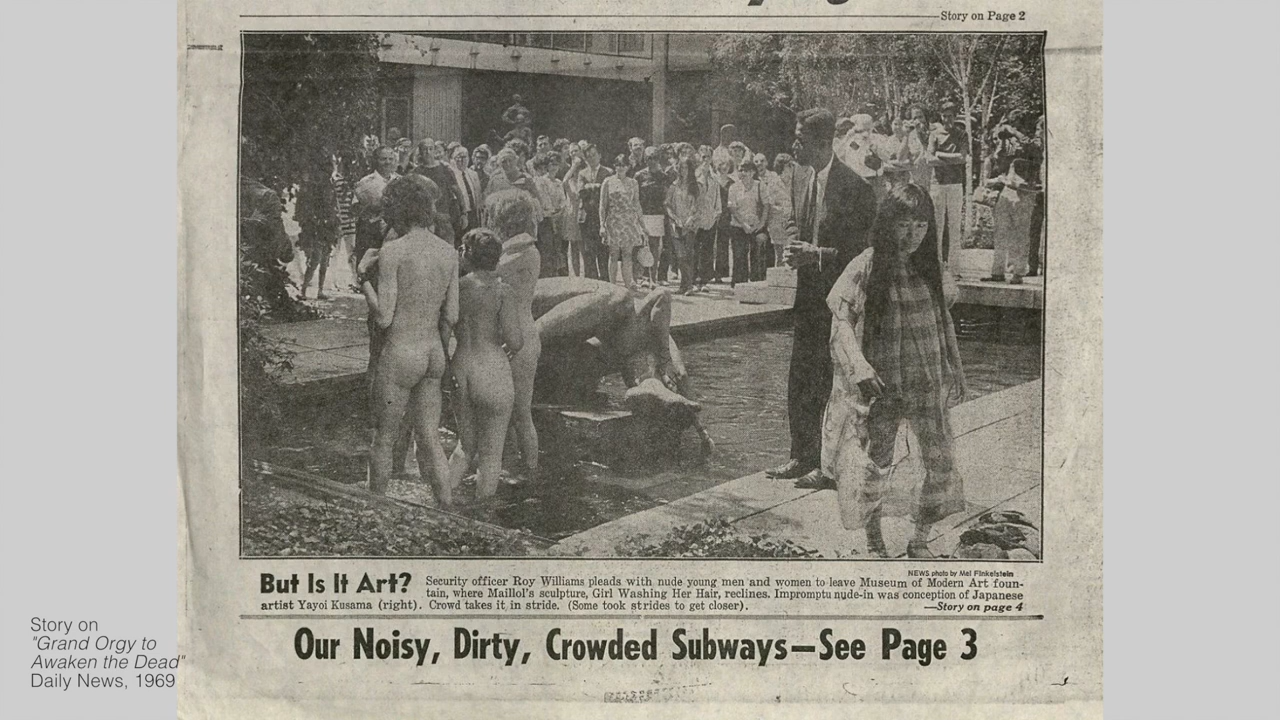 Story on Page 2
NEWS photo by Mel Finkelstein
But Is It Art? Security officer Roy Williams pleads with nude young men and women to leave Museum of Modern Art foun-
tain, where Maillol's sculpture, Girl Washing Her Hair, reclines. Impromptu nude-in was conception of Japanese
artist Yayoi Kusama (right). Crowd takes it in stride. (Some took strides to get closer). —Story on page 4
Our Noisy, Dirty, Crowded Subways—See Page 3
Story on
"Grand Orgy to
Awaken the Dead"
Daily News, 1969